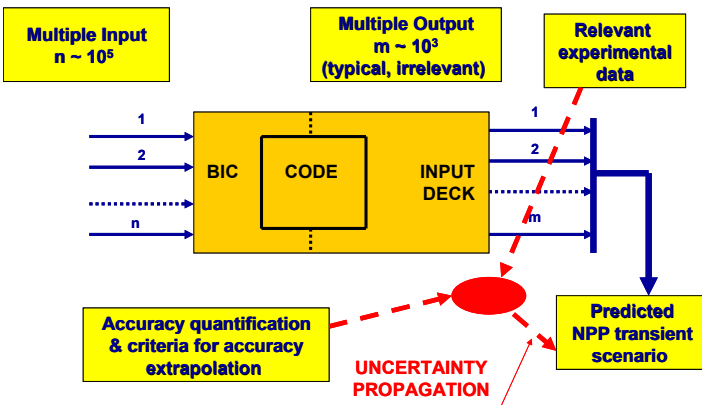 Multiple Input
n ~ 10⁵
Multiple Output
m ~ 10³
(typical, irrelevant)
Relevant
experimental
data
1
2
n
BIC
CODE
INPUT
DECK
1
2
m
Accuracy quantification
& criteria for accuracy
extrapolation
UNCERTAINTY
PROPAGATION
Predicted
NPP transient
scenario